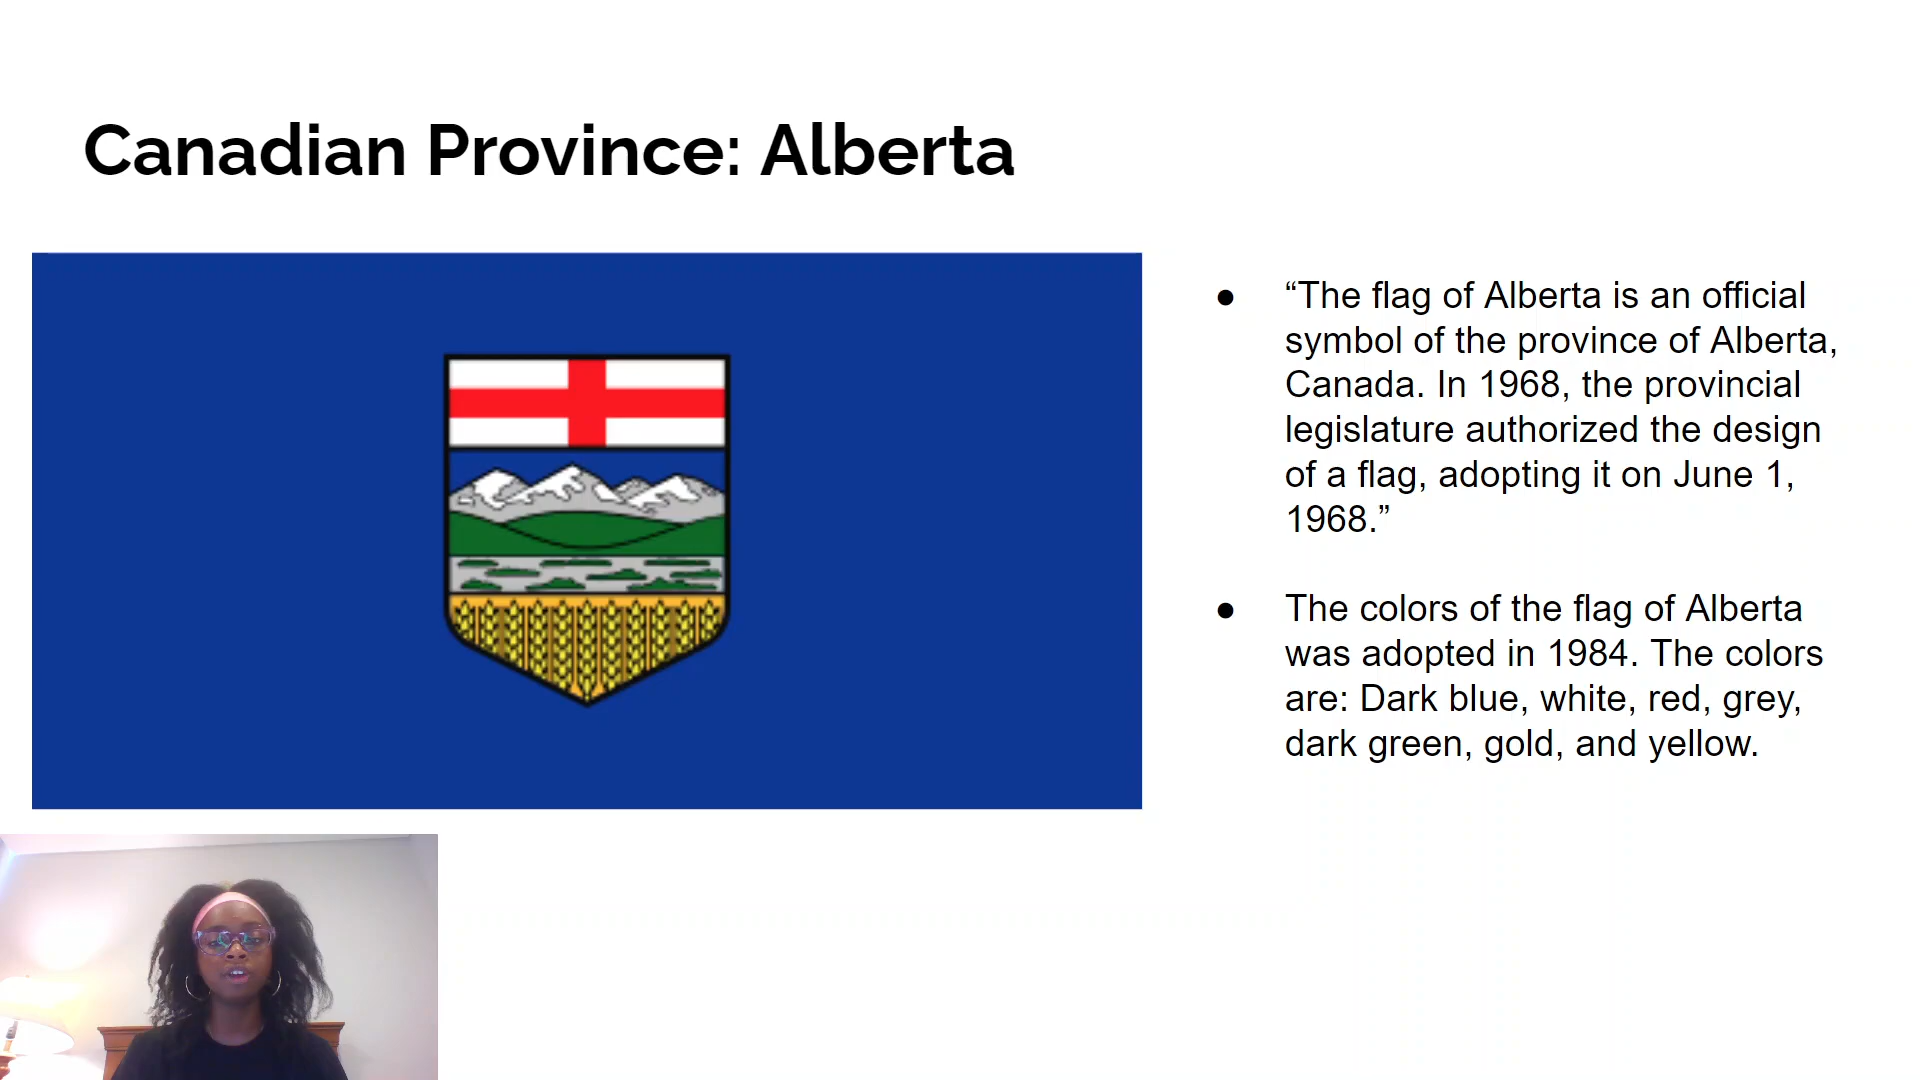 Canadian Province: Alberta
● “The flag of Alberta is an official
symbol of the province of Alberta,
Canada. In 1968, the provincial
legislature authorized the design
of a flag, adopting it on June 1,
1968.”
● The colors of the flag of Alberta
was adopted in 1984. The colors
are: Dark blue, white, red, grey,
dark green, gold, and yellow.